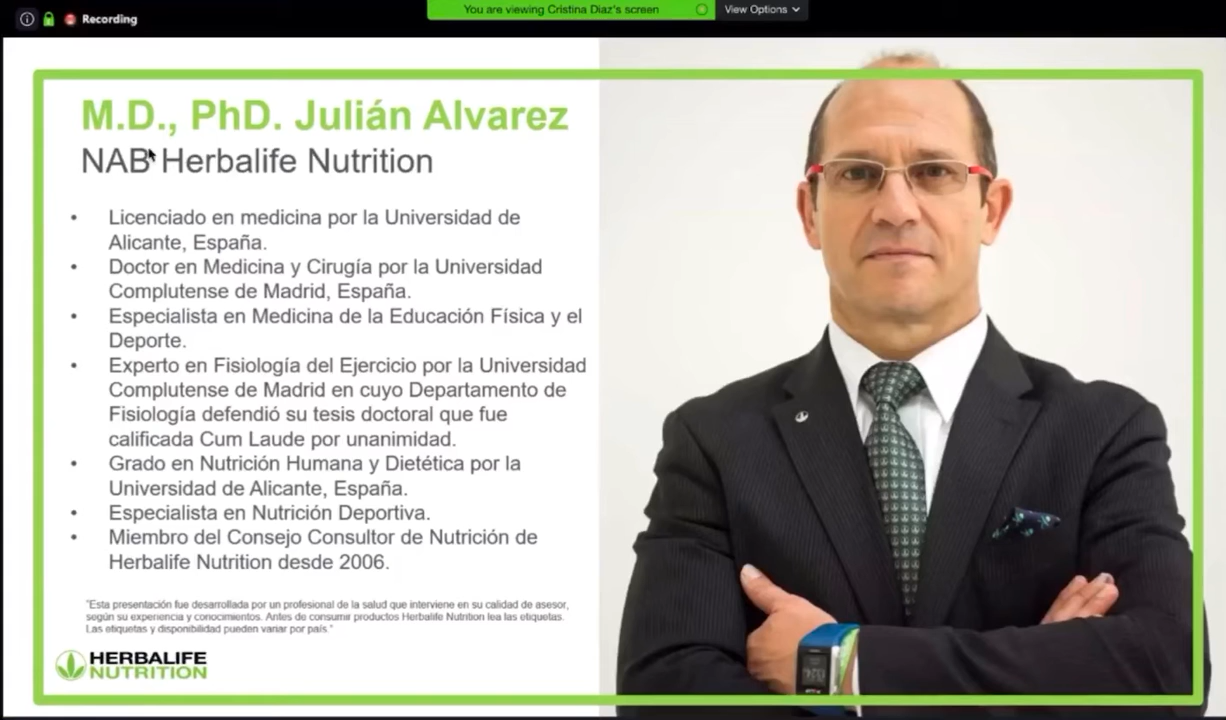 Recording
You are viewing Cristina Diaz's screen
View Options
M.D., PhD. Julián Alvarez
NAB Herbalife Nutrition
• Licenciado en medicina por la Universidad de
Alicante, España.
• Doctor en Medicina y Cirugía por la Universidad
Complutense de Madrid, España.
• Especialista en Medicina de la Educación Física y el
Deporte.
• Experto en Fisiología del Ejercicio por la Universidad
Complutense de Madrid en cuyo Departamento de
Fisiología defendió su tesis doctoral que fue
calificada Cum Laude por unanimidad.
• Grado en Nutrición Humana y Dietética por la
Universidad de Alicante, España.
• Especialista en Nutrición Deportiva.
• Miembro del Consejo Consultor de Nutrición de
Herbalife Nutrition desde 2006.
"Esta presentación fue desarrollada por un profesional de la salud que interviene en su calidad de asesor,
según su experiencia y conocimientos. Antes de consumir productos Herbalife Nutrition lea las etiquetas.
Las etiquetas y disponibilidad pueden variar por país."
HERBALIFE
NUTRITION